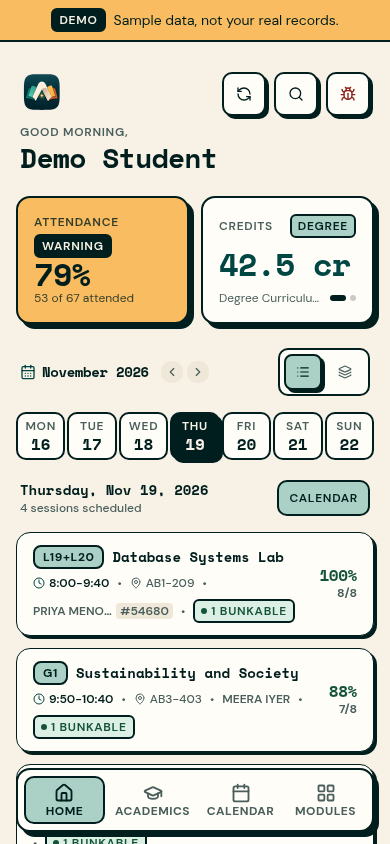 DEMO Sample data, not your real records.
GOOD MORNING,
Demo Student
ATTENDANCE
WARNING
79%
53 of 67 attended
CREDITS DEGREE
42.5 cr
Degree Curriculu...
November 2026
MON TUE WED THU FRI SAT SUN
16 17 18 19 20 21 22
Thursday, Nov 19, 2026
4 sessions scheduled
CALENDAR
L19+L20 Database Systems Lab
8:00-9:40 • AB1-209 •
PRIYA MENO... #54680 • 1 BUNKABLE
100%
8/8
G1 Sustainability and Society
9:50-10:40 • AB3-403 • MEERA IYER •
1 BUNKABLE
88%
7/8
HOME ACADEMICS CALENDAR MODULES
1 BUNKABLE